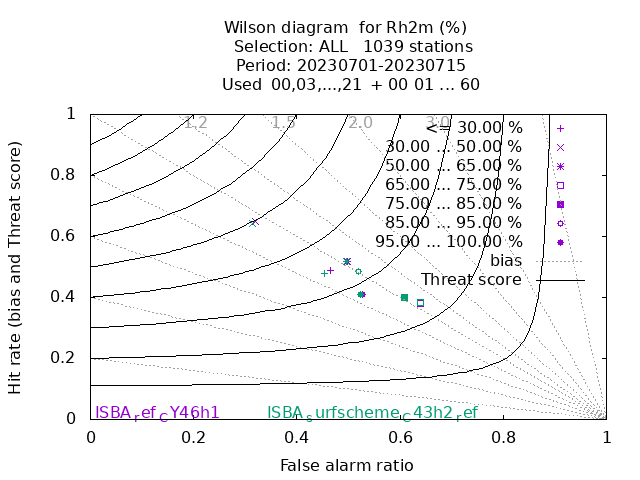 Wilson diagram  for Rh2m (%)
Selection: ALL   1039 stations
Period: 20230701-20230715
Used  00,03,...,21  + 00 01 ... 60
Hit rate (bias and Threat score)
1
0.8
0.6
0.4
0.2
0
1.2
1.5
2.0
3.0
<= 30.00 %
30.00 ... 50.00 %
50.00 ... 65.00 %
65.00 ... 75.00 %
75.00 ... 85.00 %
85.00 ... 95.00 %
95.00 ... 100.00 %
bias
Threat score
ISBA_ref_CY46h1
ISBA_surfscheme_C43h2_ref
0
0.2
0.4
0.6
0.8
1
False alarm ratio